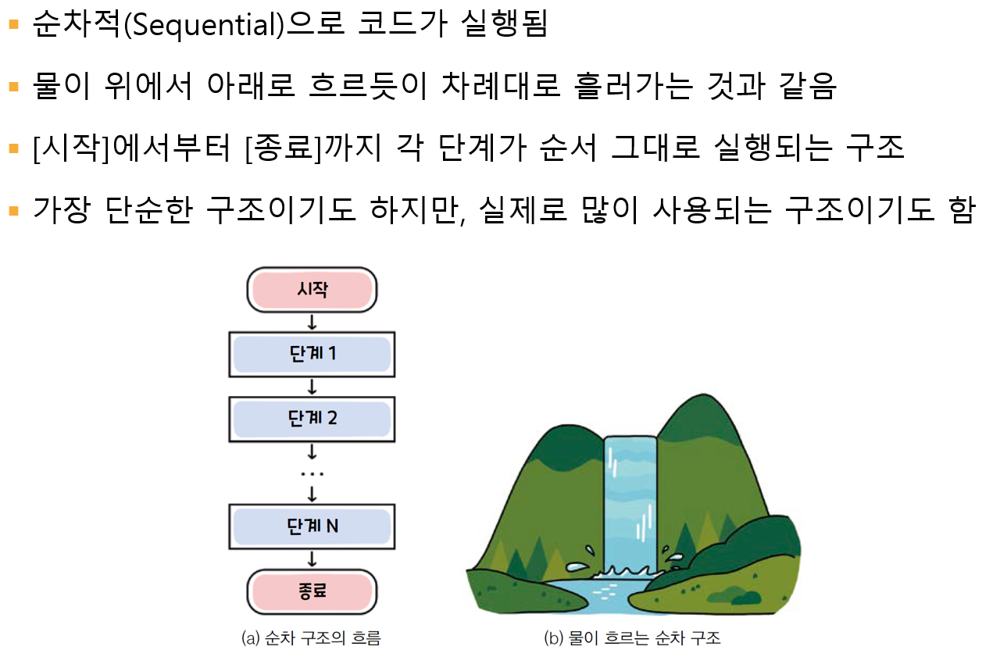 순차적(Sequential)으로 코드가 실행됨
물이 위에서 아래로 흐르듯이 차례대로 흘러가는 것과 같음
[시작]에서부터 [종료]까지 각 단계가 순서 그대로 실행되는 구조
가장 단순한 구조이기도 하지만, 실제로 많이 사용되는 구조이기도 함
시작
단계 1
단계 2
...
단계 N
종료
(a) 순차 구조의 흐름
(b) 물이 흐르는 순차 구조